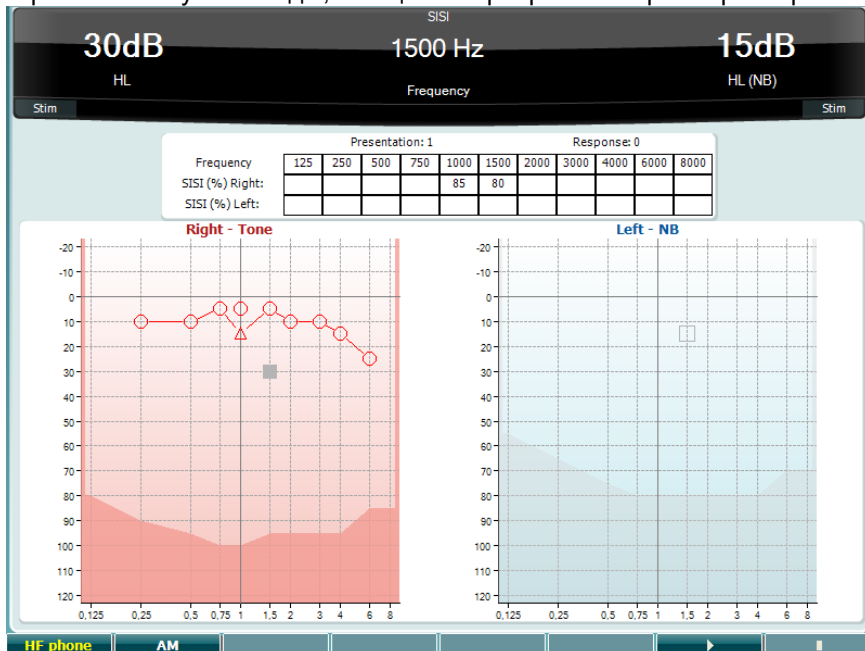 SISI
30dB 1500 Hz 15dB
HL Frequency HL (NB)
Stim Stim
Presentation: 1 Response: 0
Frequency 125 250 500 750 1000 1500 2000 3000 4000 6000 8000
SISI (%) Right: 85 80
SISI (%) Left:
Right - Tone
-20
-10
0
10
20
30
40
50
60
70
80
90
100
110
120
0,125 0,25 0,5 0,75 1 1,5 2 3 4 6 8
Left - NB
-20
-10
0
10
20
30
40
50
60
70
80
90
100
110
120
0,125 0,25 0,5 0,75 1 1,5 2 3 4 6 8
HF phone AM